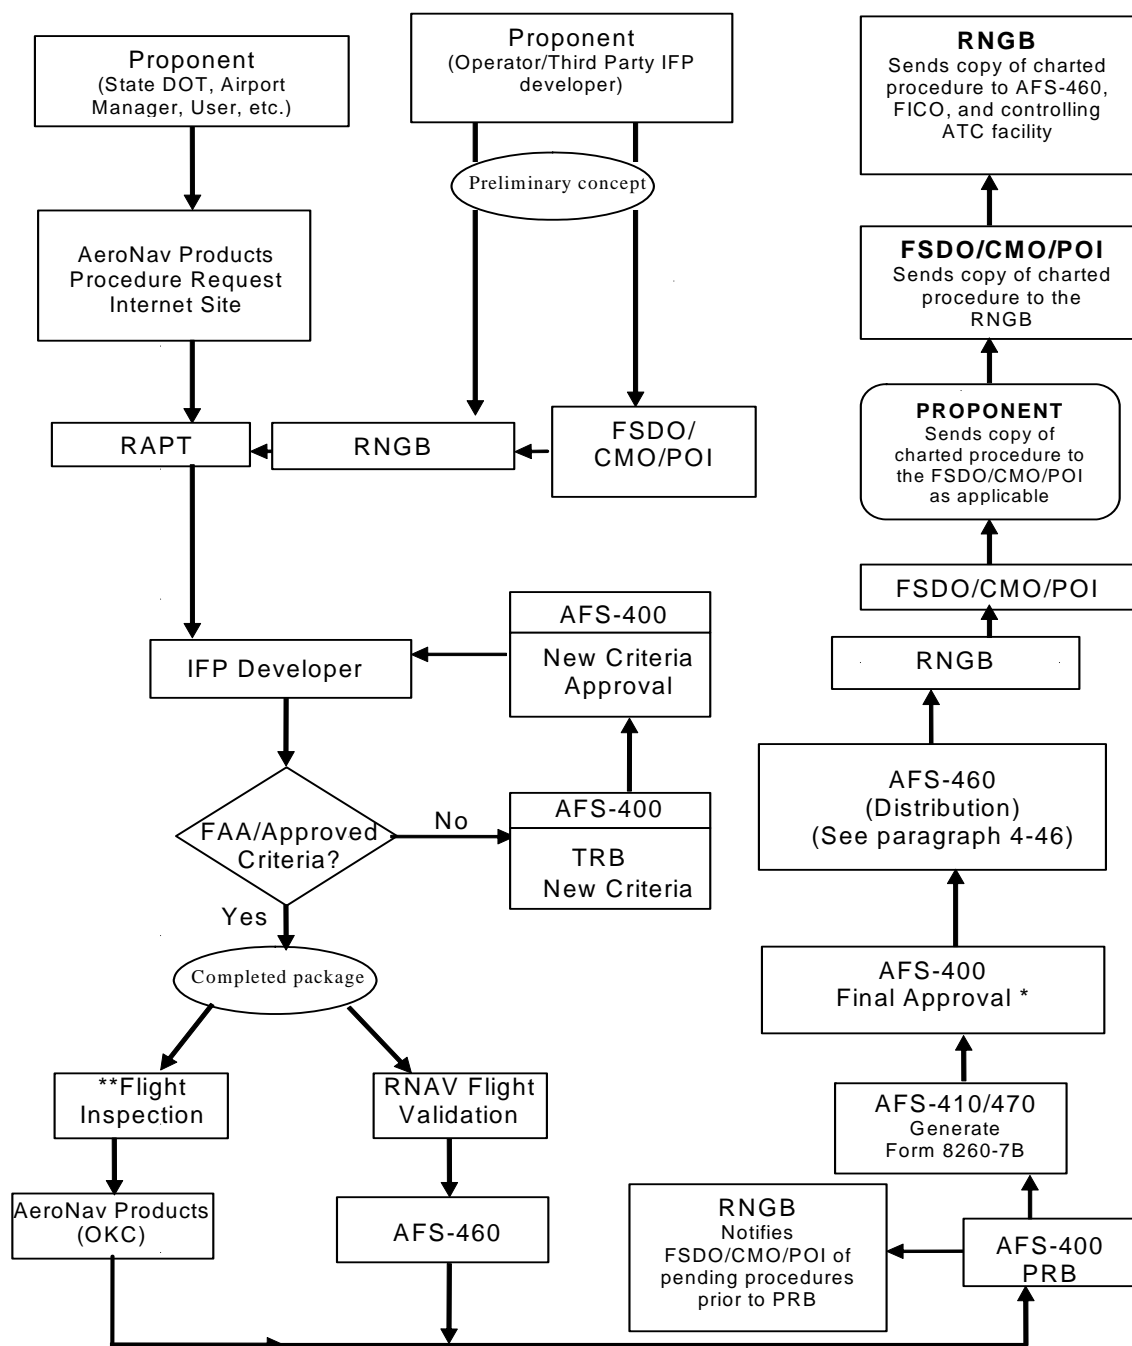 Proponent
(State DOT, Airport
Manager, User, etc.)
Proponent
(Operator/Third Party IFP
developer)
Preliminary concept
AeroNav Products
Procedure Request
Internet Site
RAPT
RNGB
FSDO/
CMO/POI
IFP Developer
AFS-400
New Criteria
Approval
FAA/Approved
Criteria?
No
AFS-400
TRB
New Criteria
Yes
Completed package
**Flight
Inspection
RNAV Flight
Validation
AeroNav Products
(OKC)
AFS-460
RNGB
Sends copy of charted
procedure to AFS-460,
FICO, and controlling
ATC facility
FSDO/CMO/POI
Sends copy of charted
procedure to the
RNGB
PROPONENT
Sends copy of
charted procedure to
the FSDO/CMO/POI
as applicable
FSDO/CMO/POI
RNGB
AFS-460
(Distribution)
(See paragraph 4-46)
AFS-400
Final Approval *
AFS-410/470
Generate
Form 8260-7B
RNGB
Notifies
FSDO/CMO/POI of
pending procedures
prior to PRB
AFS-400
PRB